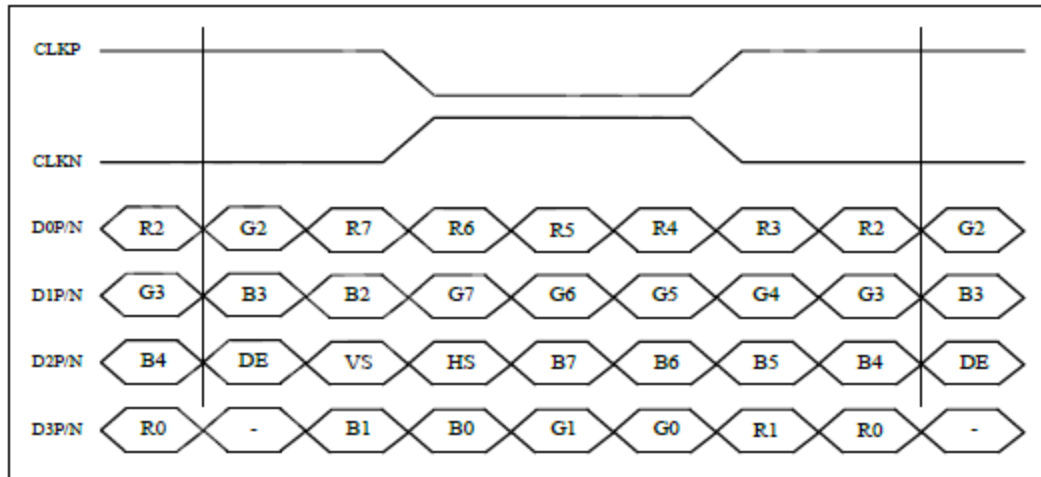 CLKP
CLKN
D0P/N R2 G2 R7 R6 R5 R4 R3 R2 G2
D1P/N G3 B3 B2 G7 G6 G5 G4 G3 B3
D2P/N B4 DE VS HS B7 B6 B5 B4 DE
D3P/N R0 - B1 B0 G1 G0 R1 R0 -